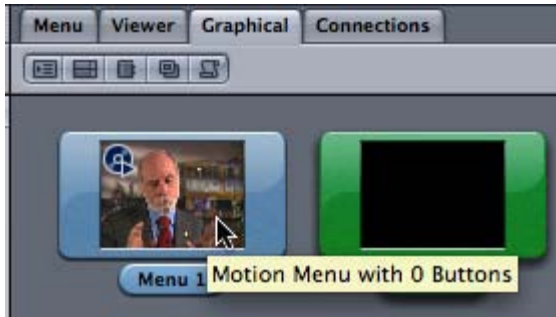 Menu Viewer Graphical Connections
Menu 1
Motion Menu with 0 Buttons